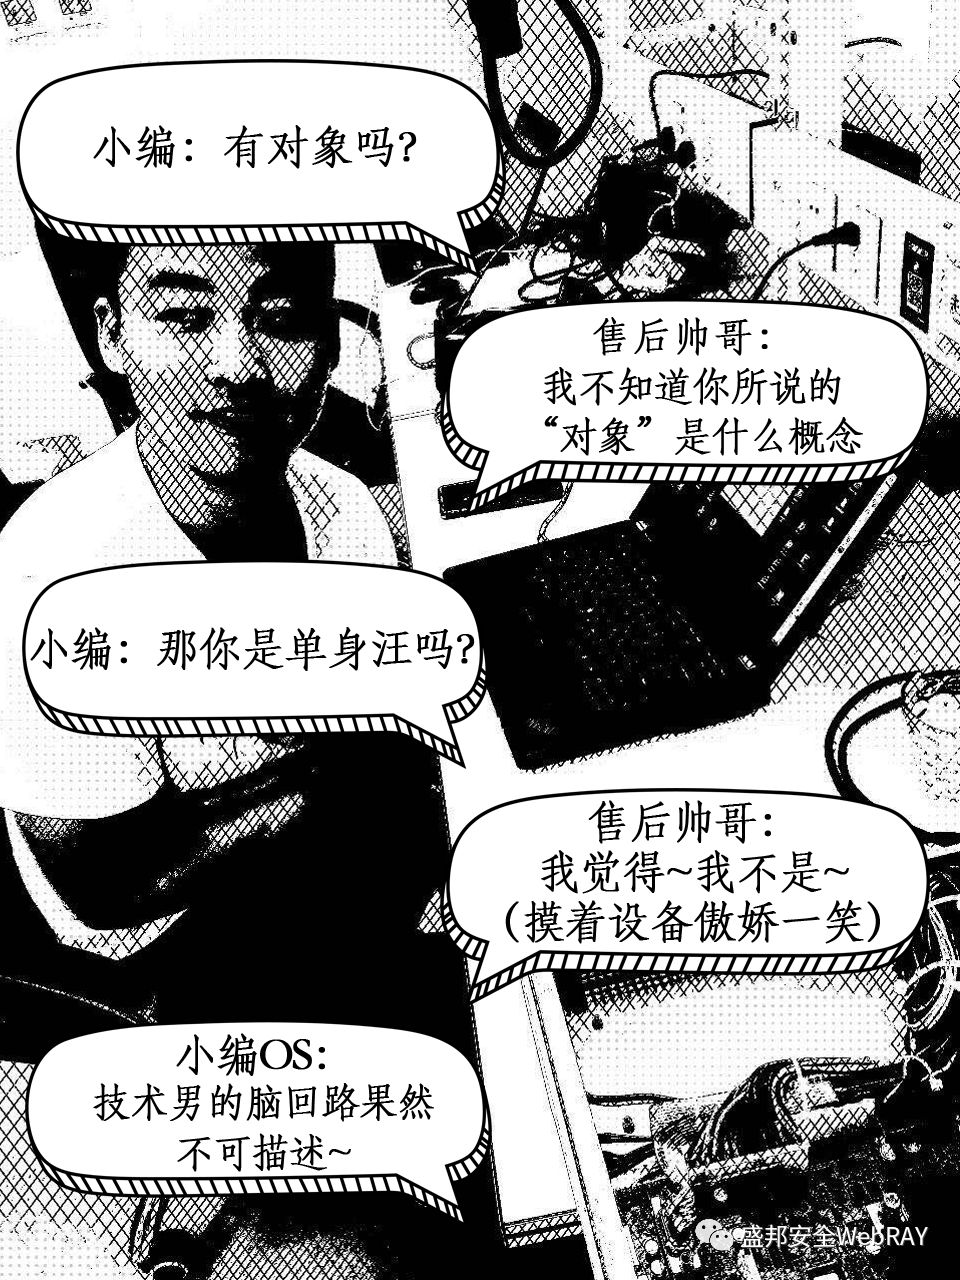 小编：有对象吗?
售后帅哥：
我不知道你所说的
“对象”是什么概念
小编：那你是单身汪吗?
售后帅哥：
我觉得~我不是~
(摸着设备傲娇一笑)
小编OS：
技术男的脑回路果然
不可描述~
盛邦安全WebRAY